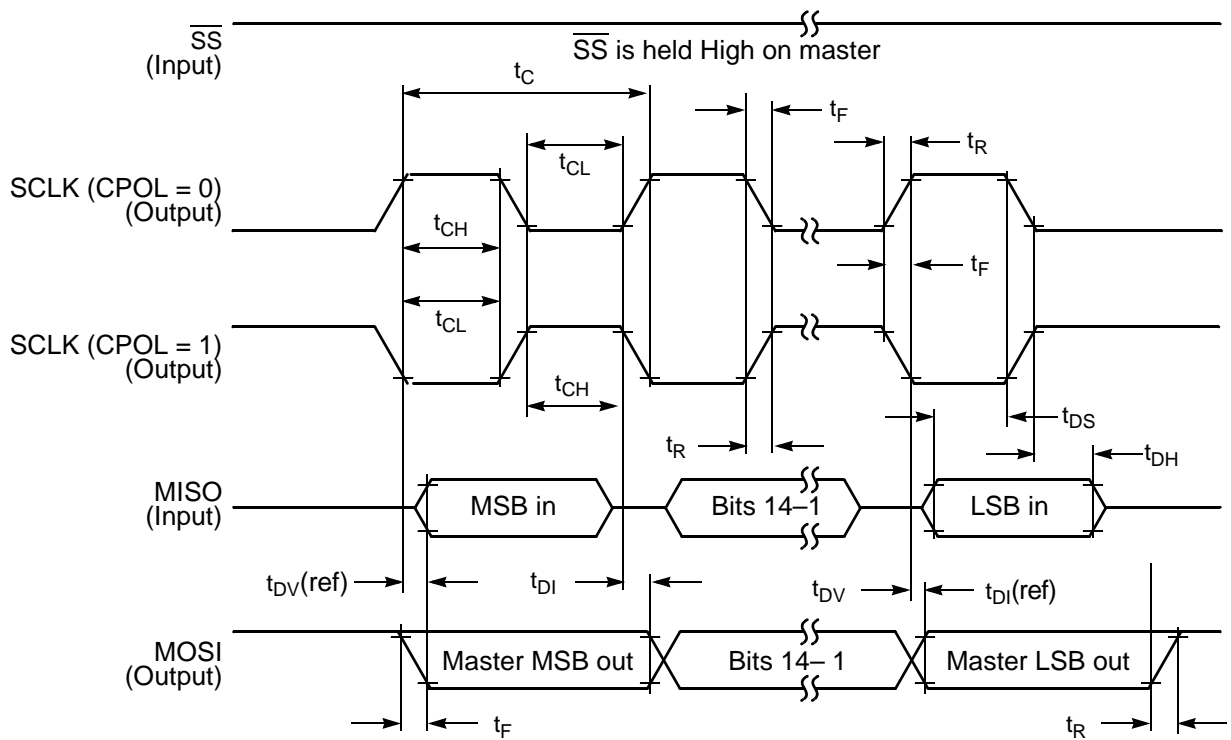 SS
(Input)
SS is held High on master
tC
tF
tCL
tR
SCLK (CPOL = 0)
(Output)
tCH
tF
tCL
SCLK (CPOL = 1)
(Output)
tCH
tDS
tR
tDH
MISO
(Input)
MSB in
Bits 14–1
LSB in
tDV(ref)
tDI
tDV
tDI(ref)
MOSI
(Output)
Master MSB out
Bits 14– 1
Master LSB out
tF
tR